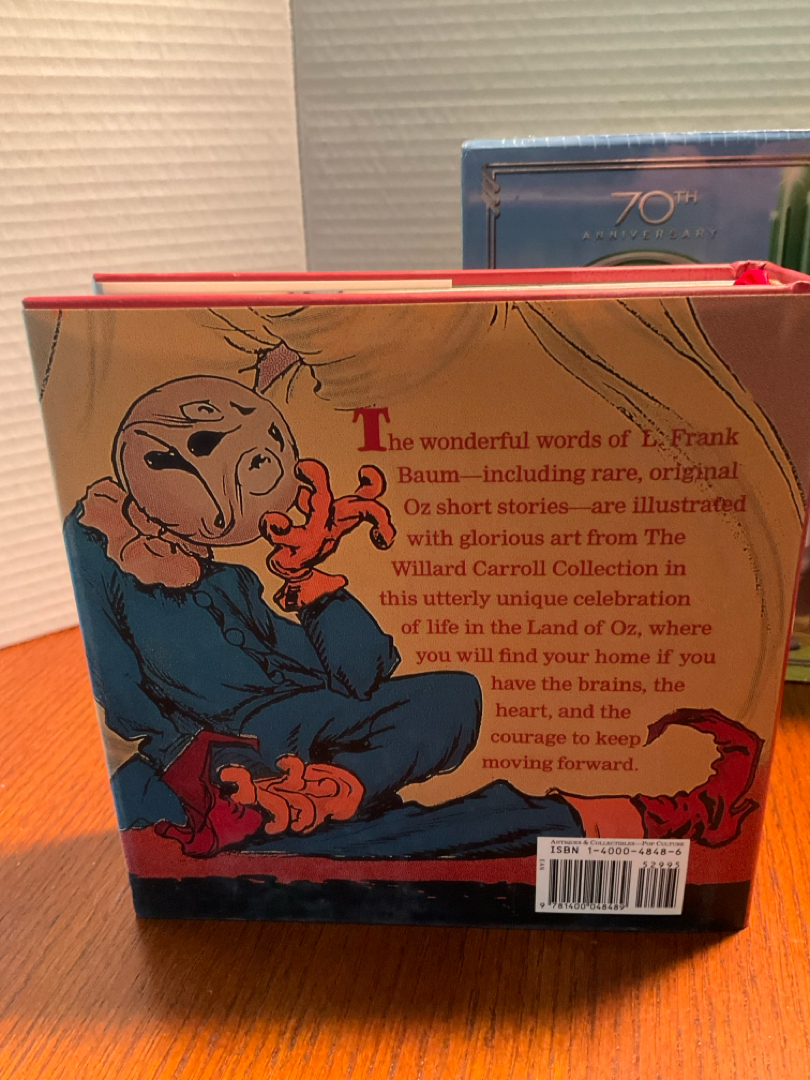 70TH
ANNIVERSARY
The wonderful words of L. Frank
Baum—including rare, original
Oz short stories—are illustrated
with glorious art from The
Willard Carroll Collection in
this utterly unique celebration
of life in the Land of Oz, where
you will find your home if you
have the brains, the
heart, and the
courage to keep
moving forward.
ANTIQUES & COLLECTIBLES—POP CULTURE
ISBN 1-4000-4848-6
52995
EAN
9 781400 048489